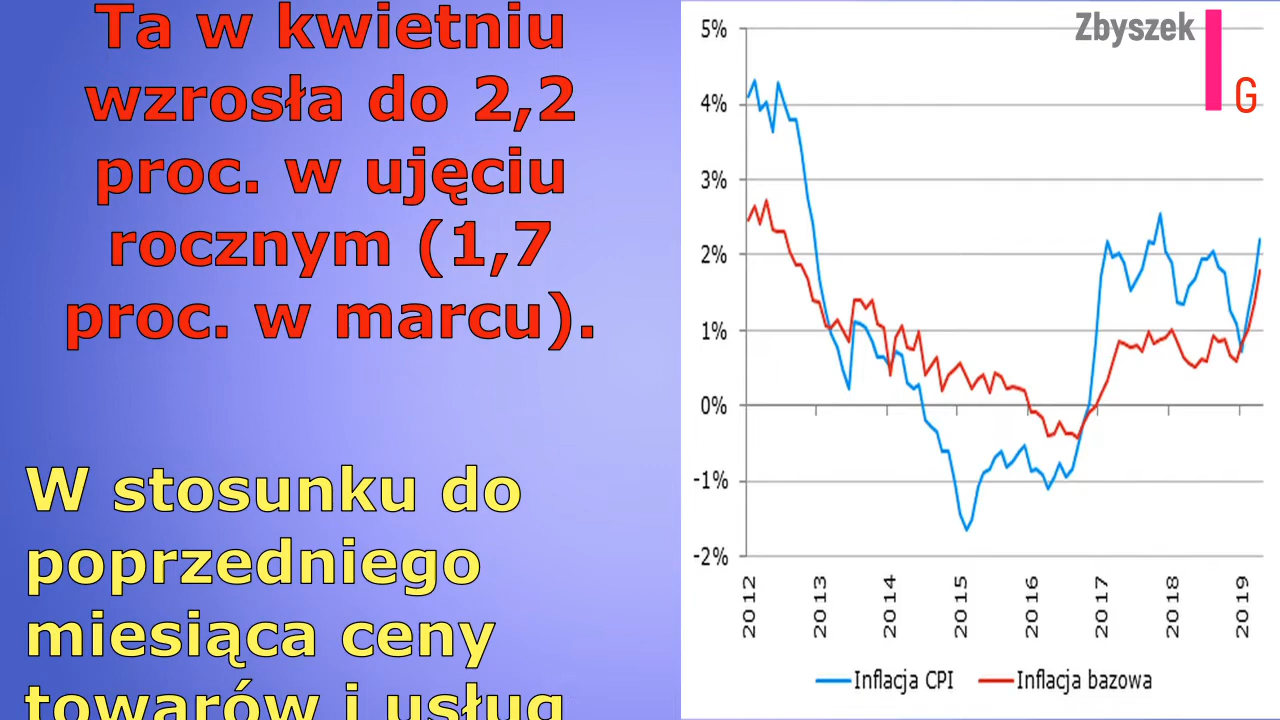 Ta w kwietniu
wzrosła do 2,2
proc. w ujęciu
rocznym (1,7
proc. w marcu).
W stosunku do
poprzedniego
miesiąca ceny
towarów i usług
Zbyszek
G
5%
4%
3%
2%
1%
0%
-1%
-2%
2012
2013
2014
2015
2016
2017
2018
2019
Inflacja CPI
Inflacja bazowa